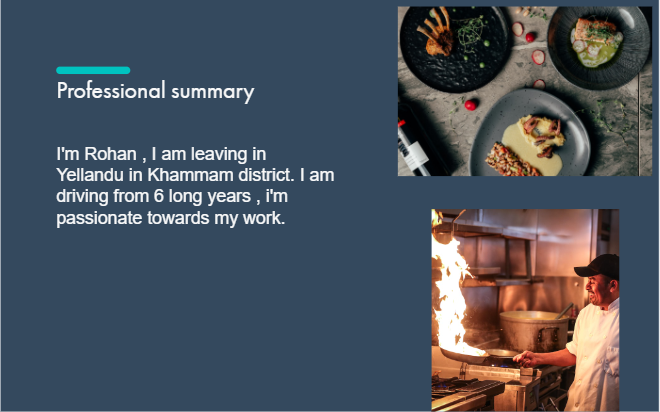 Professional summary
I'm Rohan , I am leaving in
Yellandu in Khammam district. I am
driving from 6 long years , i'm
passionate towards my work.